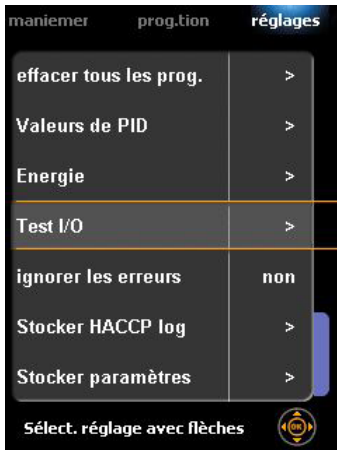 maniemer prog.tion réglages
effacer tous les prog. >
Valeurs de PID >
Energie >
Test I/O >
ignorer les erreurs non
Stocker HACCP log >
Stocker paramètres >
Sélect. réglage avec flèches OK